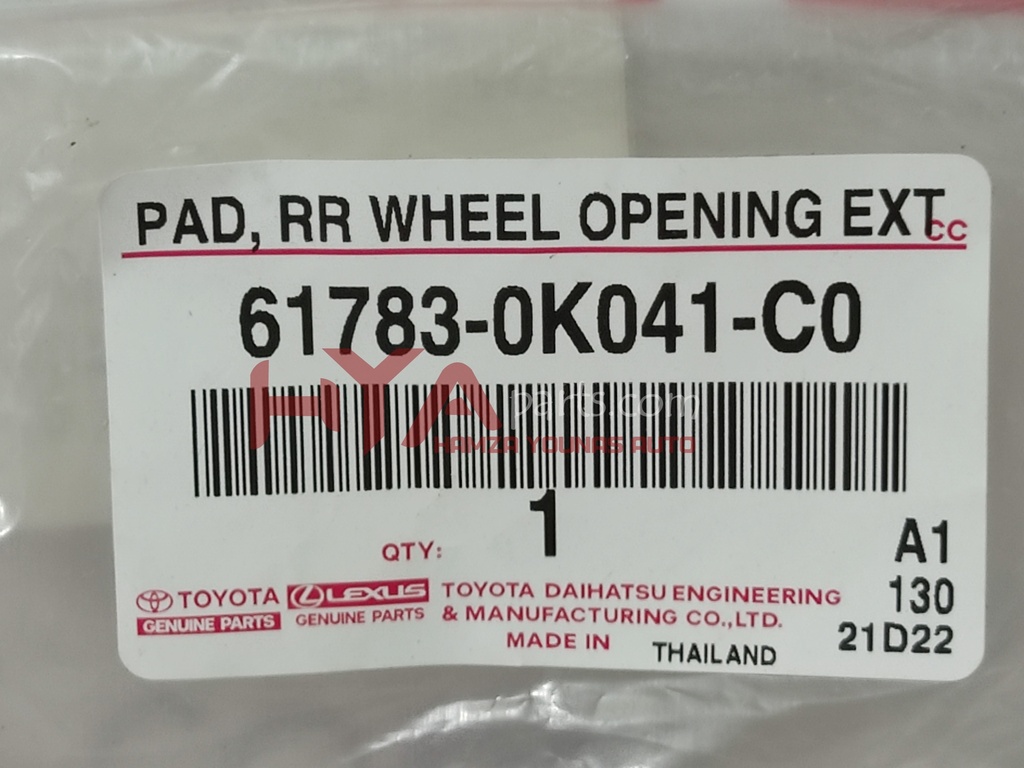 PAD, RR WHEEL OPENING EXT
CC
61783-0K041-C0
HYA parts.com
HAMZA YOUNAS AUTO
QTY: 1
A1
130
21D22
TOYOTA
GENUINE PARTS
LEXUS
GENUINE PARTS
TOYOTA DAIHATSU ENGINEERING
& MANUFACTURING CO.,LTD.
MADE IN THAILAND